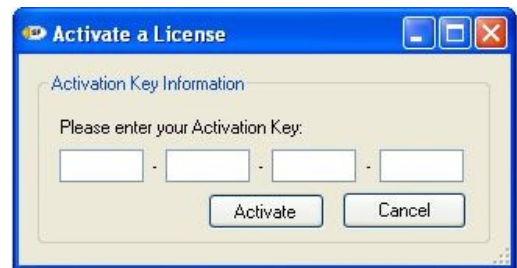 Activate a License
Activation Key Information
Please enter your Activation Key:
- - -
Activate Cancel